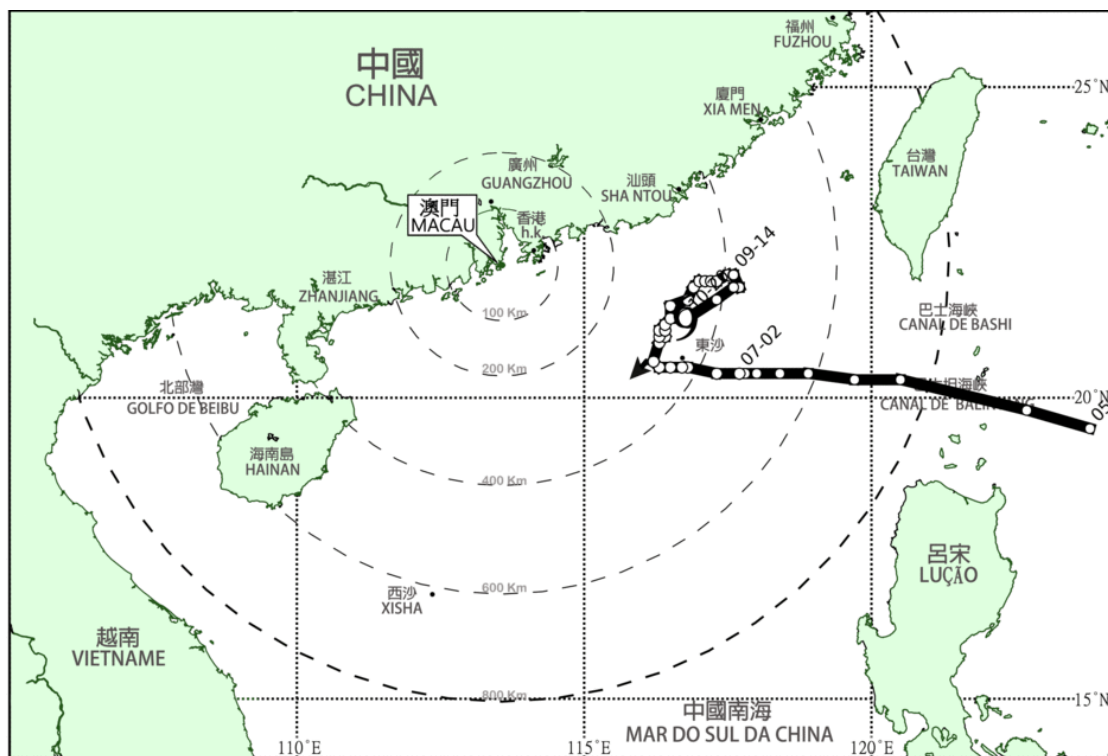 福州
FUZHOU
中國
CHINA
25°N
廈門
XIA MEN
台灣
TAIWAN
廣州
GUANGZHOU
汕頭
SHA NTOU
澳門
MACAU
香港
h.k.
09-14
湛江
ZHANJIANG
100 Km
巴士海峽
CANAL DE BASHI
東沙
07-02
200 Km
北部灣
GOLFO DE BEIBU
20°N
海南島
HAINAN
400 Km
呂宋
LUÇÃO
600 Km
西沙
XISHA
越南
VIETNAME
800 Km
中國南海
MAR DO SUL DA CHINA
15°N
110°E
115°E
120°E